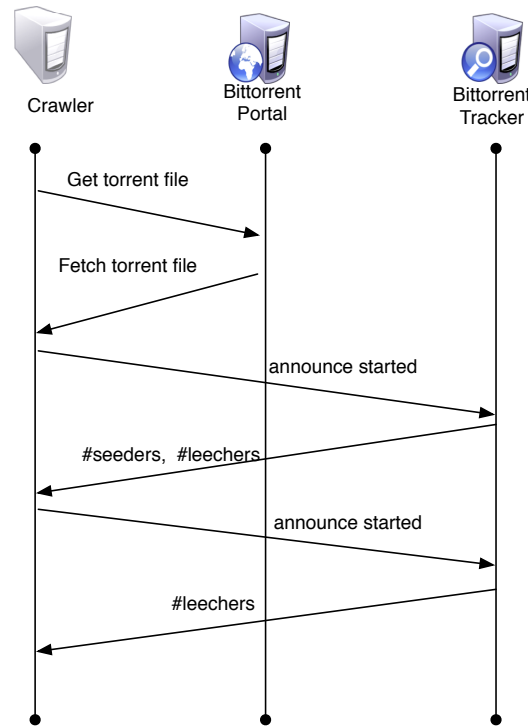 Crawler
Bittorrent
Portal
Bittorrent
Tracker
Get torrent file
Fetch torrent file
announce started
#seeders, #leechers
announce started
#leechers